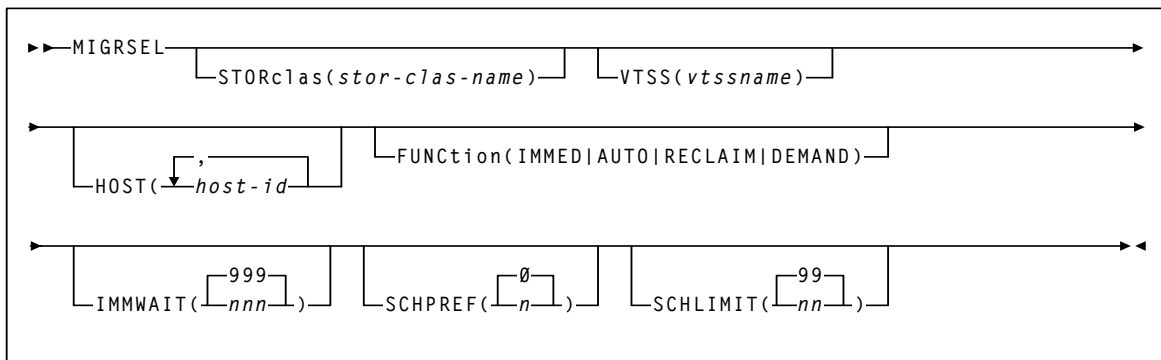 MIGRSEL
STORclas(stor-clas-name)
VTSS(vtssname)
,
HOST( host-id
FUNCtion(IMMED|AUTO|RECLAIM|DEMAND)
999
IMMWAIT( nnn )
Ø
SCHPREF( n )
99
SCHLIMIT( nn )